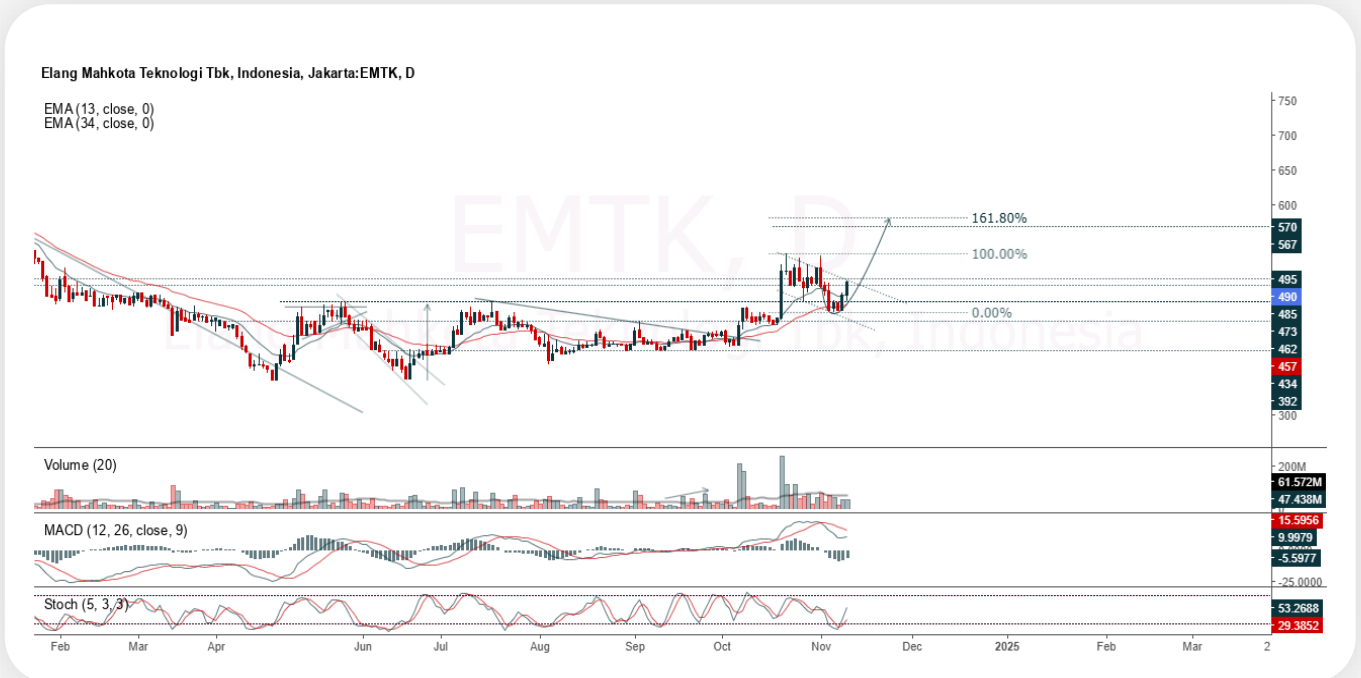 Elang Mahkota Teknologi Tbk, Indonesia, Jakarta:EMTK, D
EMA (13, close, 0)
EMA (34, close, 0)
EMTK, D
750
700
650
600
161.80%
570
567
100.00%
495
490
485
0.00%
473
462
457
434
392
300
Volume (20)
200M
61.572M
47.438M
MACD (12, 26, close, 9)
15.5956
9.9979
-5.5977
-25.0000
Stoch (5, 3, 3)
53.2688
29.3852
Feb Mar Apr Jun Jul Aug Sep Oct Nov Dec 2025 Feb Mar 2